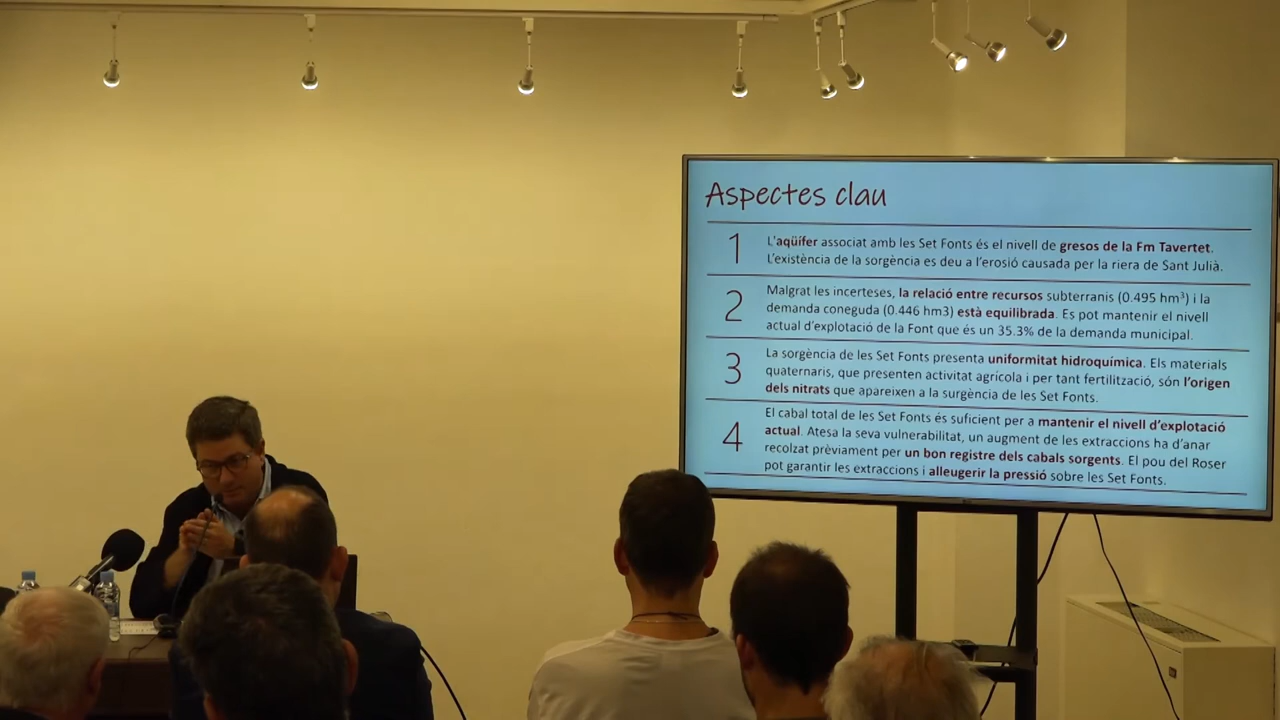 Aspectes clau
1
L'aqüífer associat amb les Set Fonts és el nivell de gresos de la Fm Tavertet.
L'existència de la sorgència es deu a l'erosió causada per la riera de Sant Julià.
2
Malgrat les incerteses, la relació entre recursos subterranis (0.495 hm³) i la
demanda coneguda (0.446 hm3) està equilibrada. Es pot mantenir el nivell
actual d'explotació de la Font que és un 35.3% de la demanda municipal.
3
La sorgència de les Set Fonts presenta uniformitat hidroquímica. Els materials
quaternaris, que presenten activitat agrícola i per tant fertilització, són l'origen
dels nitrats que apareixen a la surgència de les Set Fonts.
4
El cabal total de les Set Fonts és suficient per a mantenir el nivell d'explotació
actual. Atesa la seva vulnerabilitat, un augment de les extraccions ha d'anar
recolzat prèviament per un bon registre dels cabals sorgents. El pou del Roser
pot garantir les extraccions i alleugerir la pressió sobre les Set Fonts.